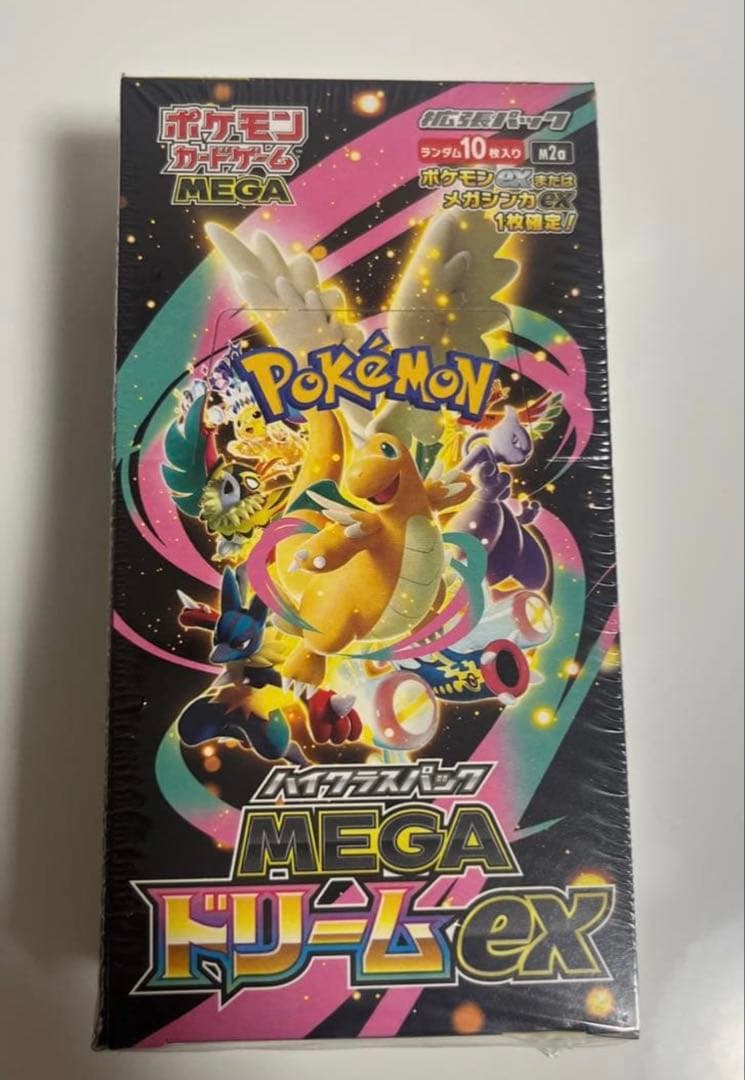 ポケモン
カードゲーム
MEGA
拡張パック
ランダム10枚入り M2a
ポケモンexまたは
メガシンカex
1枚確定!
POKéMON
ハイクラスパック
MEGA
ドリームex